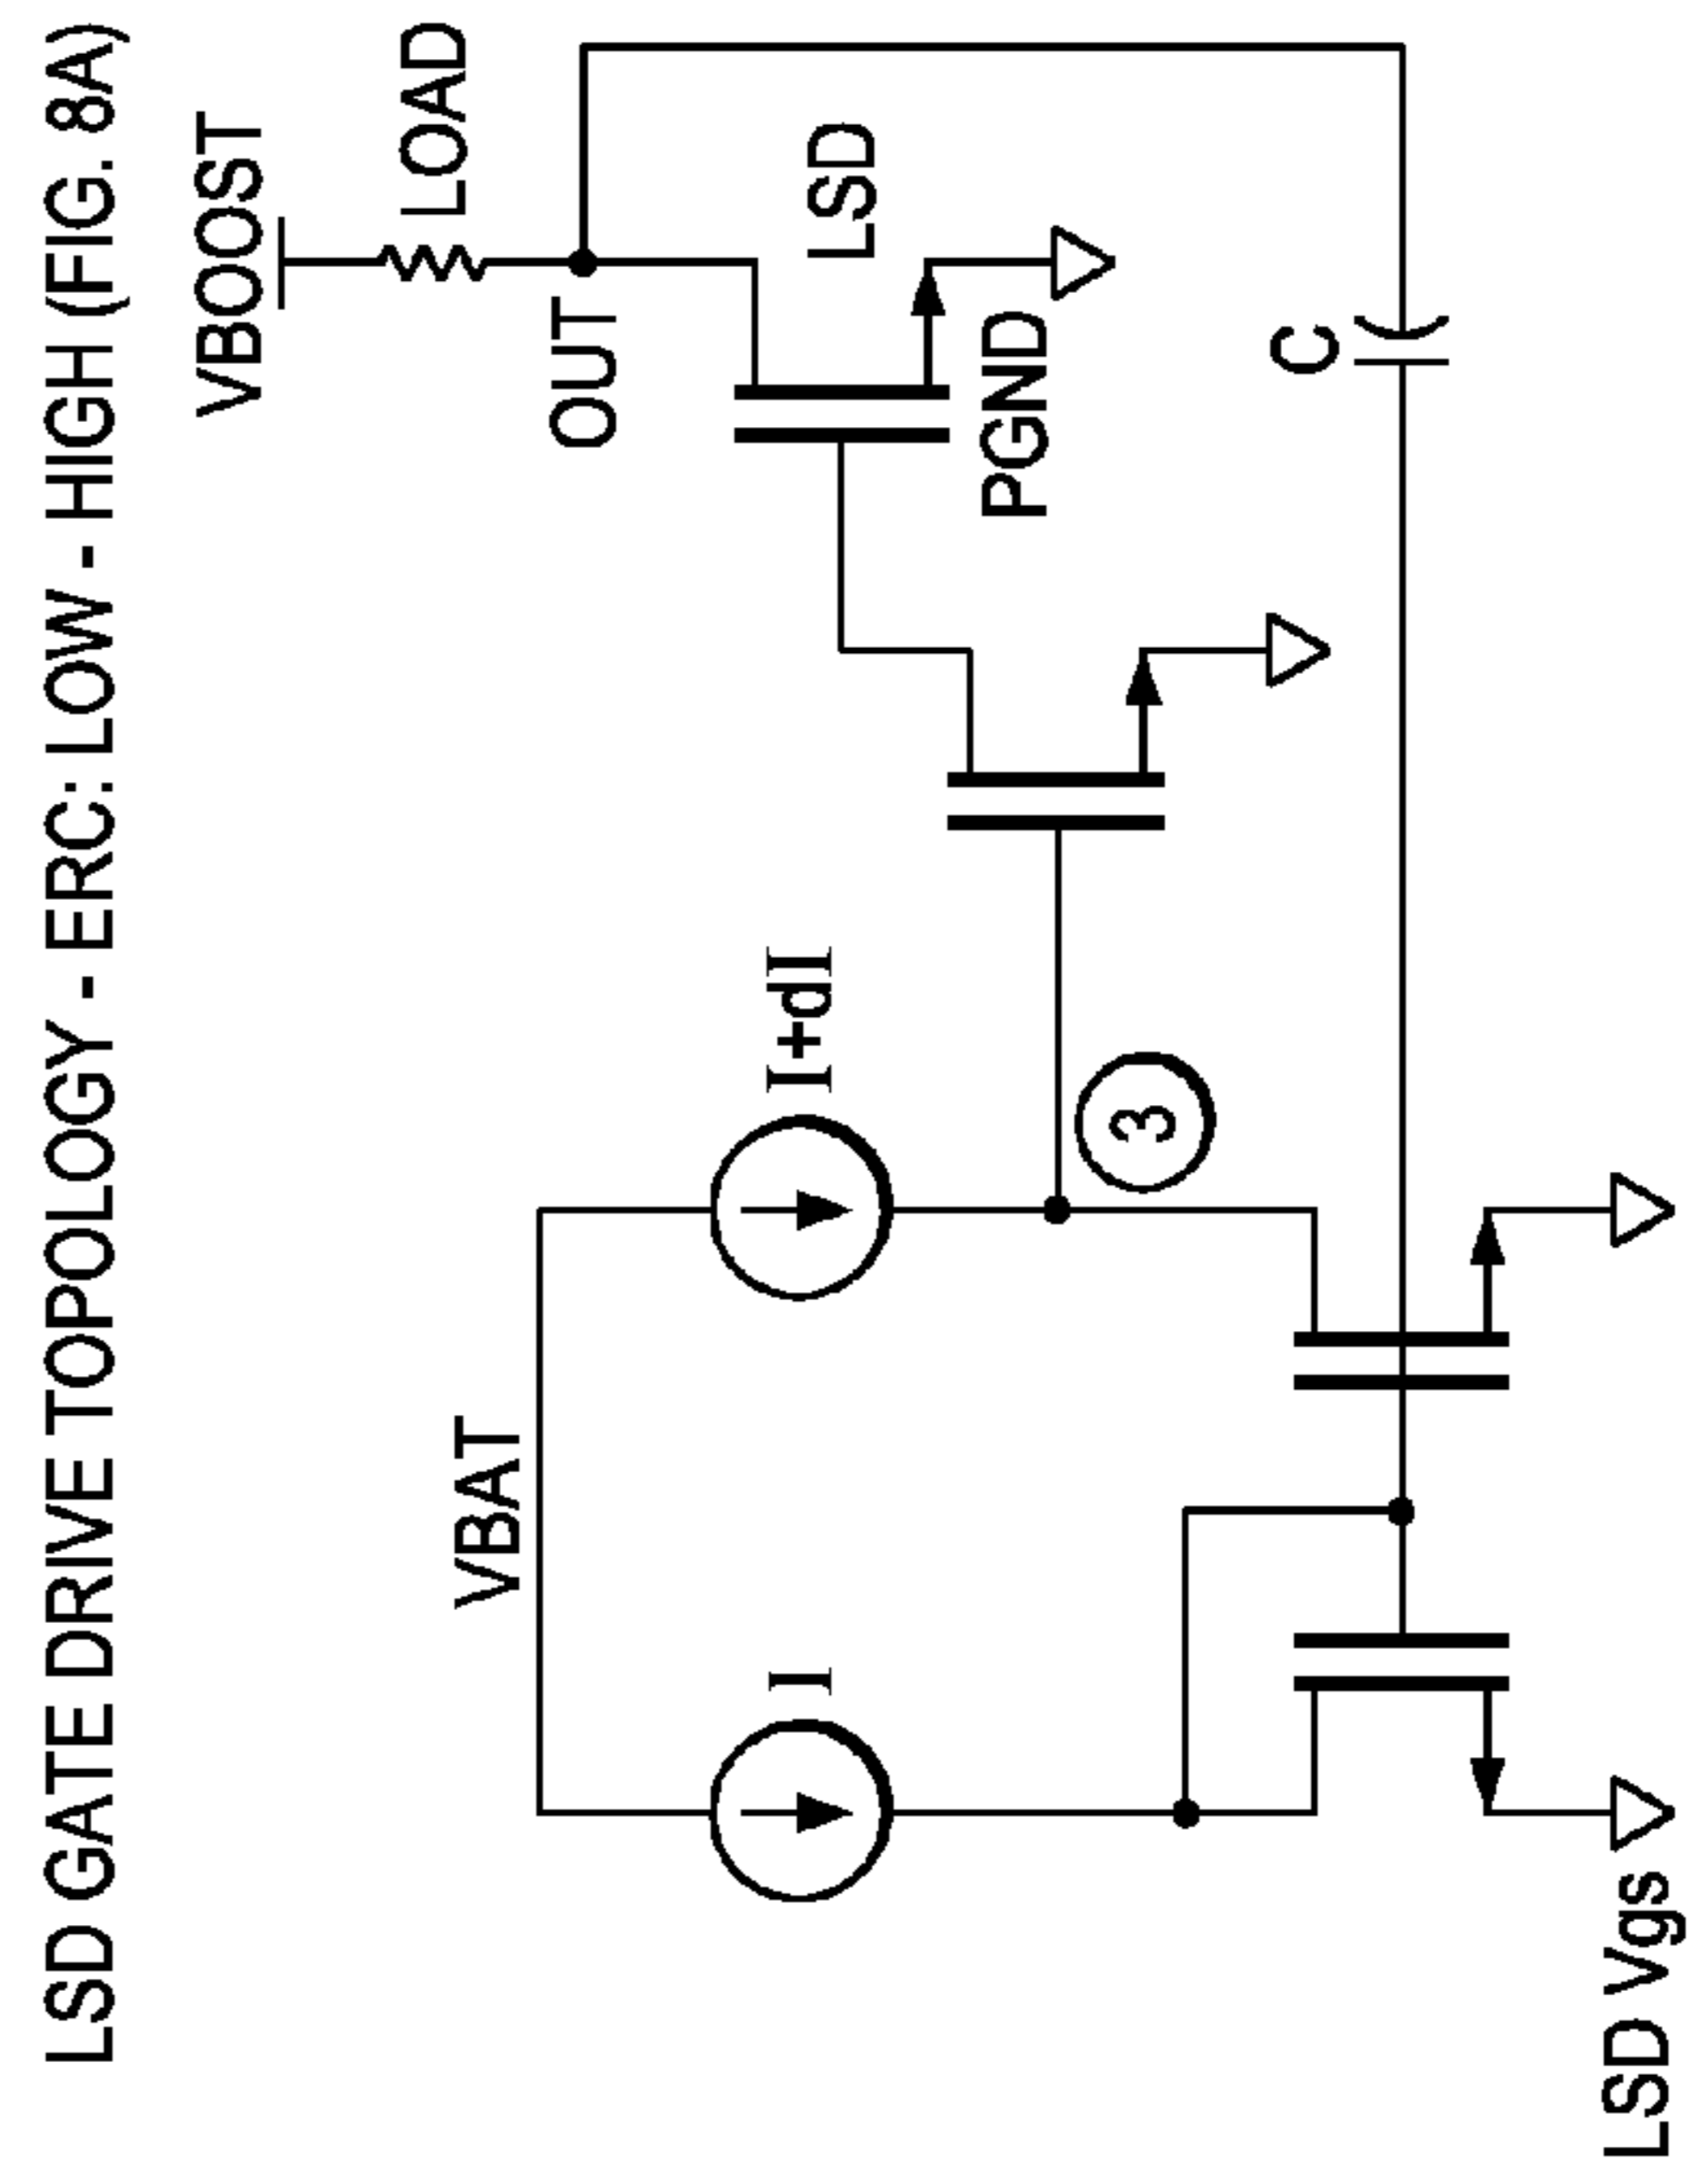 LSD GATE DRIVE TOPOLOGY - ERC: LOW - HIGH (FIG. 8A)
VBOOST
LOAD
VBAT
OUT
I
I+dI
LSD
PGND
3
C
LSD Vgs